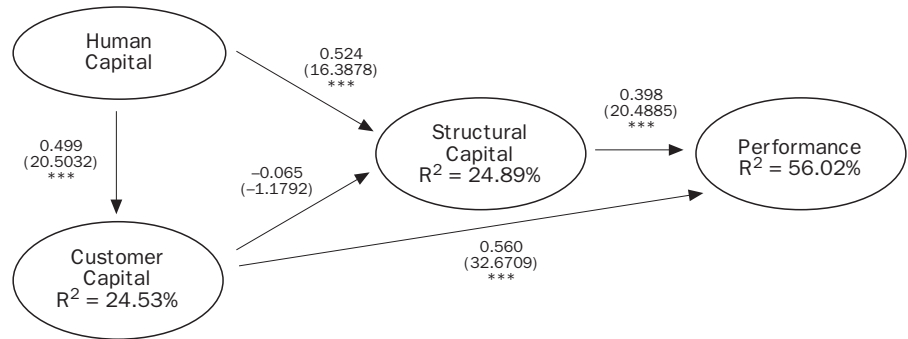 Human
Capital
0.524
(16.3878)
***
0.398
(20.4885)
***
0.499
(20.5032)
***
Structural
Capital
R² = 24.89%
Performance
R² = 56.02%
–0.065
(–1.1792)
0.560
(32.6709)
***
Customer
Capital
R² = 24.53%